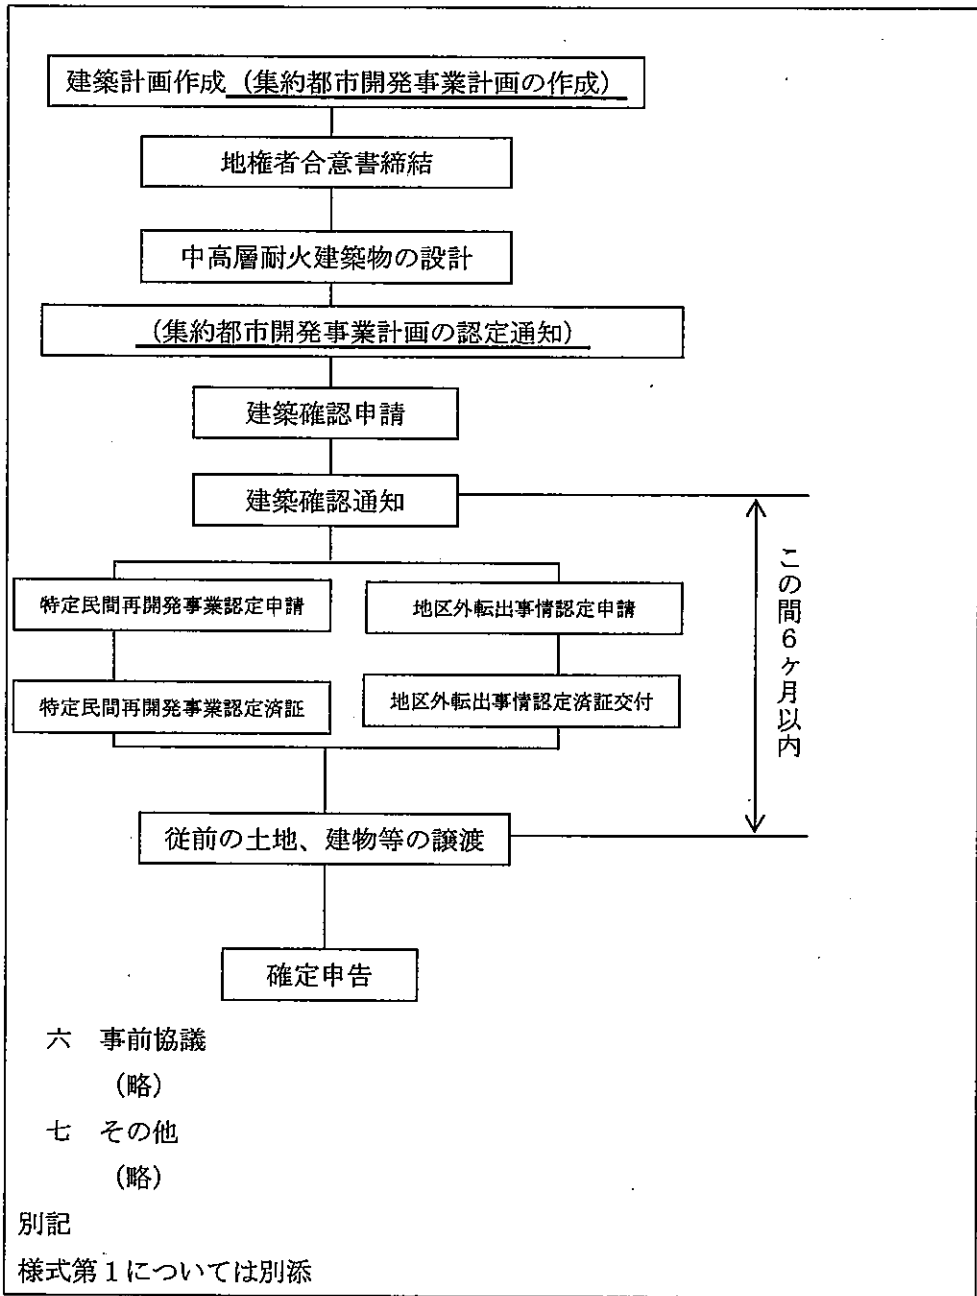 建築計画作成（集約都市開発事業計画の作成）
地権者合意書締結
中高層耐火建築物の設計
（集約都市開発事業計画の認定通知）
建築確認申請
建築確認通知
特定民間再開発事業認定申請
地区外転出事情認定申請
特定民間再開発事業認定済証
地区外転出事情認定済証交付
この間６ヶ月以内
従前の土地、建物等の譲渡
確定申告
六　事前協議
（略）
七　その他
（略）
別記
様式第１については別添